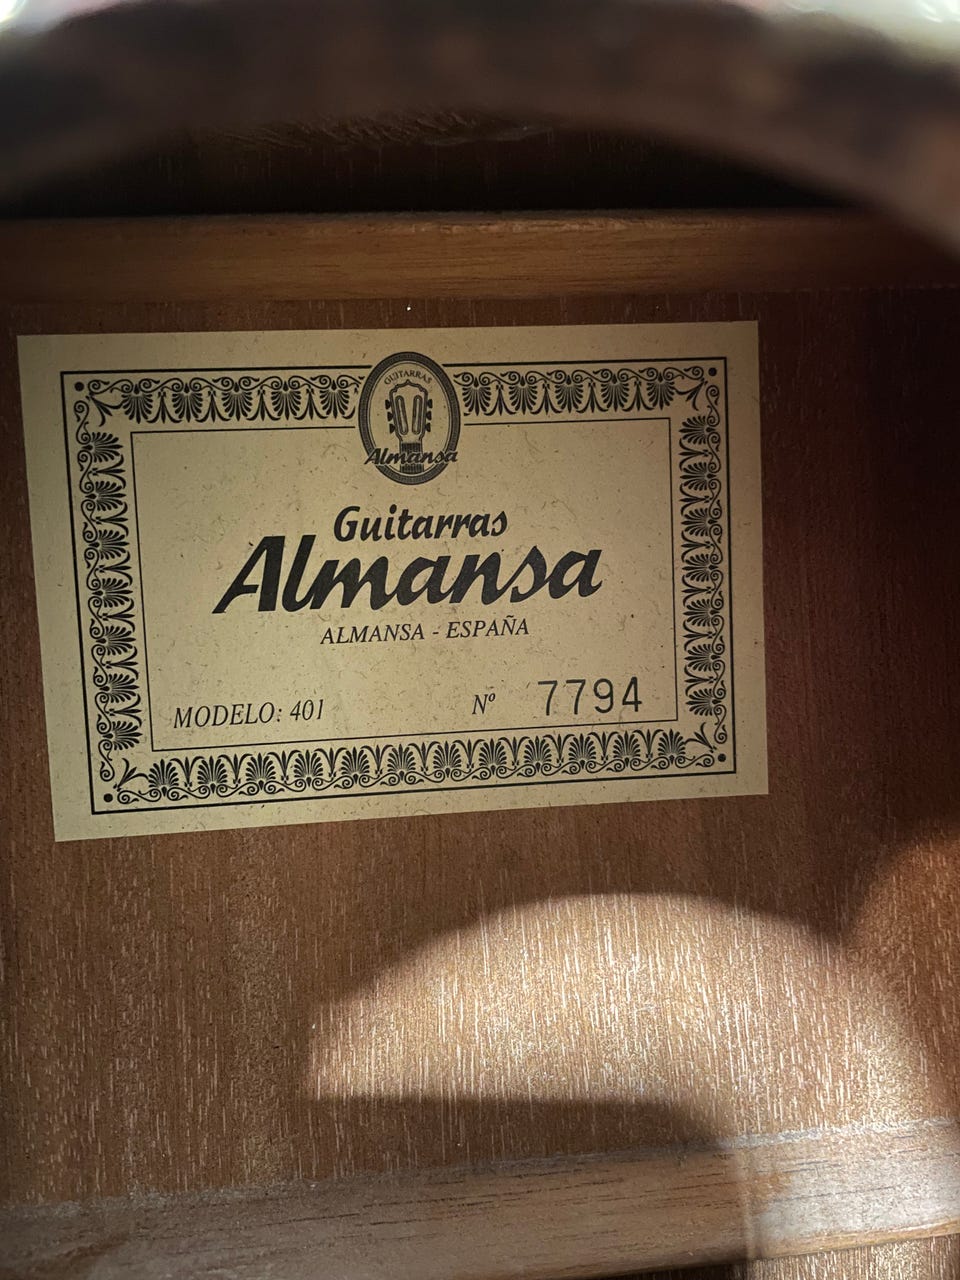 GUITARRAS
Almansa
Guitarras
Almansa
ALMANSA - ESPAÑA
MODELO: 401 Nº 7794